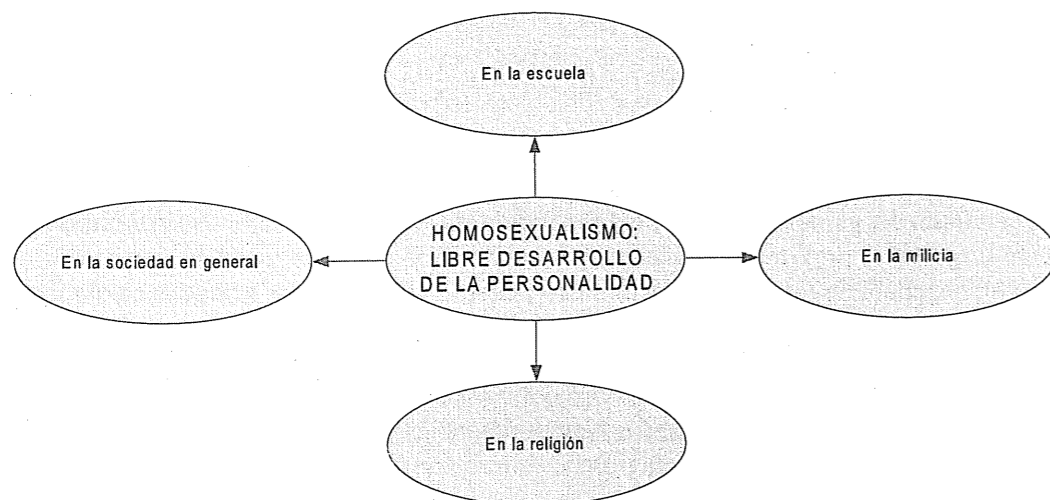 En la escuela
HOMOSEXUALISMO:
LIBRE DESARROLLO
DE LA PERSONALIDAD
En la sociedad en general
En la milicia
En la religión